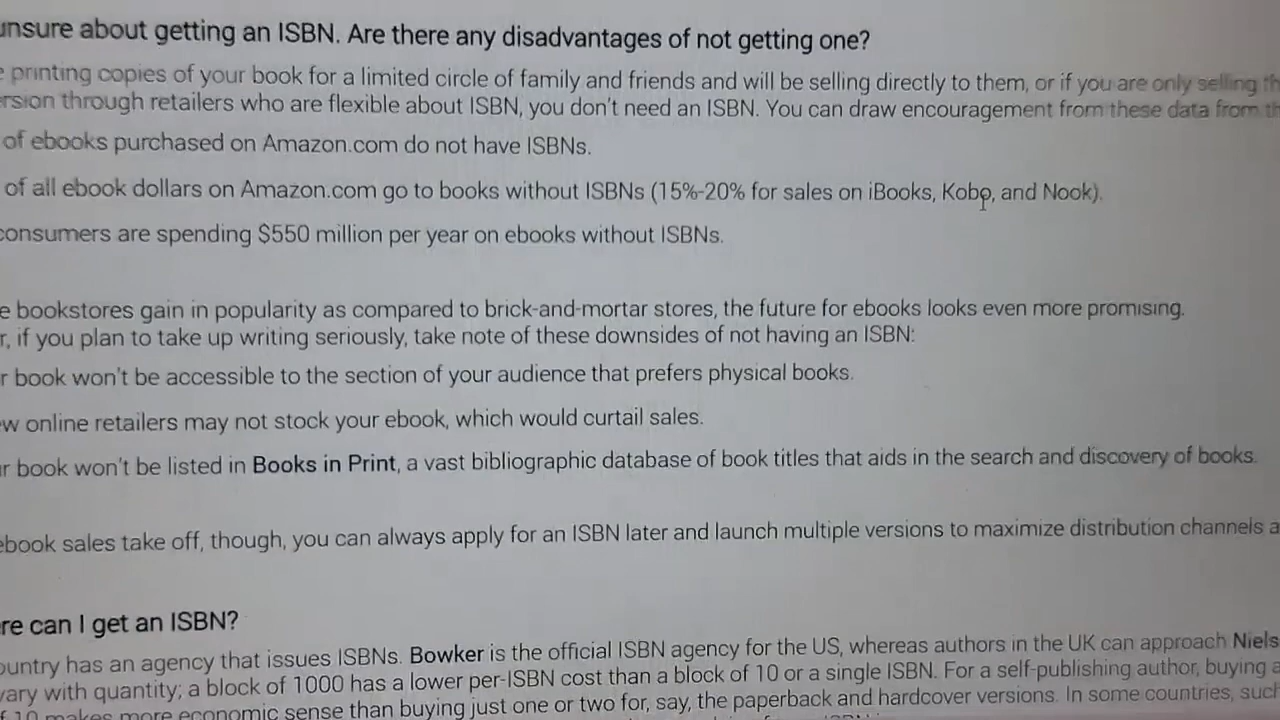 unsure about getting an ISBN. Are there any disadvantages of not getting one?
printing copies of your book for a limited circle of family and friends and will be selling directly to them, or if you are only selling
ersion through retailers who are flexible about ISBN, you don't need an ISBN. You can draw encouragement from these data from
of ebooks purchased on Amazon.com do not have ISBNs.
of all ebook dollars on Amazon.com go to books without ISBNs (15%-20% for sales on iBooks, Kobo, and Nook).
consumers are spending $550 million per year on ebooks without ISBNs.
e bookstores gain in popularity as compared to brick-and-mortar stores, the future for ebooks looks even more promising.
r, if you plan to take up writing seriously, take note of these downsides of not having an ISBN:
r book won't be accessible to the section of your audience that prefers physical books.
ew online retailers may not stock your ebook, which would curtail sales.
ur book won't be listed in Books in Print, a vast bibliographic database of book titles that aids in the search and discovery of books.
ebook sales take off, though, you can always apply for an ISBN later and launch multiple versions to maximize distribution channels a
ere can I get an ISBN?
ountry has an agency that issues ISBNs. Bowker is the official ISBN agency for the US, whereas authors in the UK can approach Niels
vary with quantity; a block of 1000 has a lower per-ISBN cost than a block of 10 or a single ISBN. For a self-publishing author, buying a
f 10 makes more economic sense than buying just one or two for, say, the paperback and hardcover versions. In some countries, such